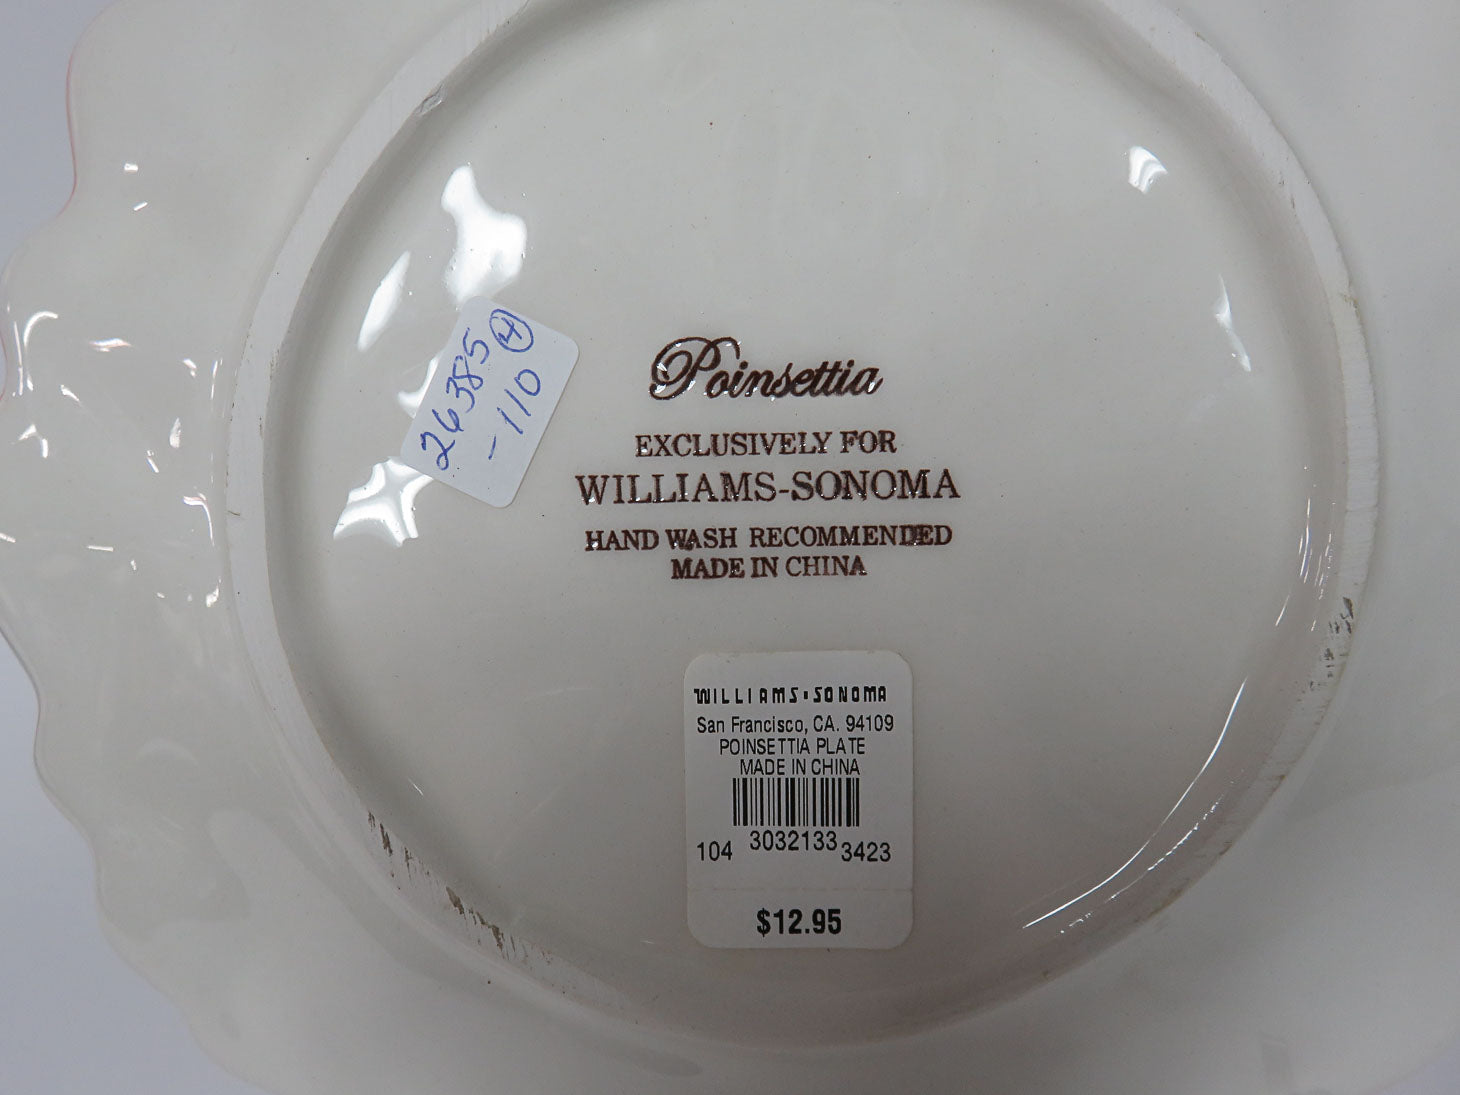 26385 H
-110
Poinsettia
EXCLUSIVELY FOR
WILLIAMS-SONOMA
HAND WASH RECOMMENDED
MADE IN CHINA
WILLIAMS•SONOMA
San Francisco, CA. 94109
POINSETTIA PLATE
MADE IN CHINA
104 3032133 3423
$12.95